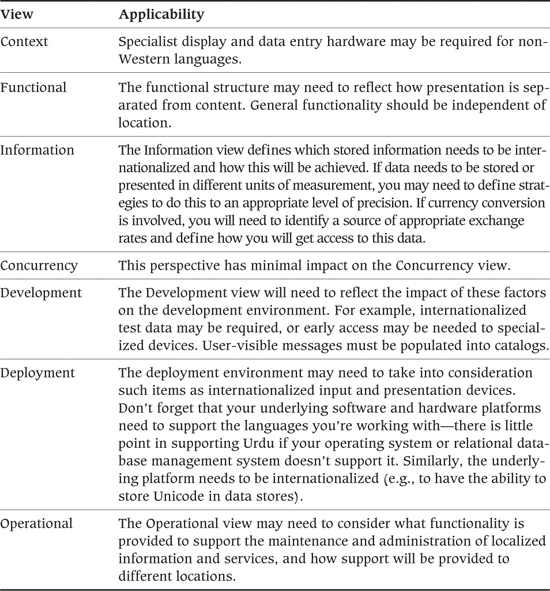 View Applicability
Context Specialist display and data entry hardware may be required for non-
Western languages.
Functional The functional structure may need to reflect how presentation is sep-
arated from content. General functionality should be independent of
location.
Information The Information view defines which stored information needs to be inter-
nationalized and how this will be achieved. If data needs to be stored or
presented in different units of measurement, you may need to define strat-
egies to do this to an appropriate level of precision. If currency conversion
is involved, you will need to identify a source of appropriate exchange
rates and define how you will get access to this data.
Concurrency This perspective has minimal impact on the Concurrency view.
Development The Development view will need to reflect the impact of these factors
on the development environment. For example, internationalized
test data may be required, or early access may be needed to special-
ized devices. User-visible messages must be populated into catalogs.
Deployment The deployment environment may need to take into consideration
such items as internationalized input and presentation devices.
Don’t forget that your underlying software and hardware platforms
need to support the languages you’re working with—there is little
point in supporting Urdu if your operating system or relational data-
base management system doesn’t support it. Similarly, the underly-
ing platform needs to be internationalized (e.g., to have the ability to
store Unicode in data stores).
Operational The Operational view may need to consider what functionality is
provided to support the maintenance and administration of localized
information and services, and how support will be provided to
different locations.